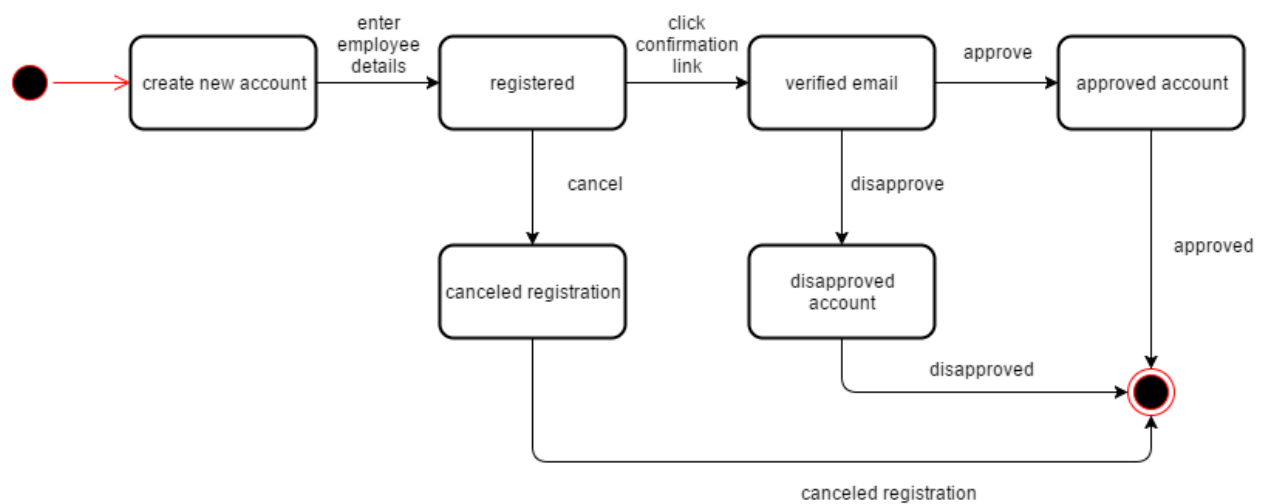 enter
employee
details
click
confirmation
link
approve
create new account
registered
verified email
approved account
cancel
disapprove
approved
canceled registration
disapproved
account
disapproved
canceled registration